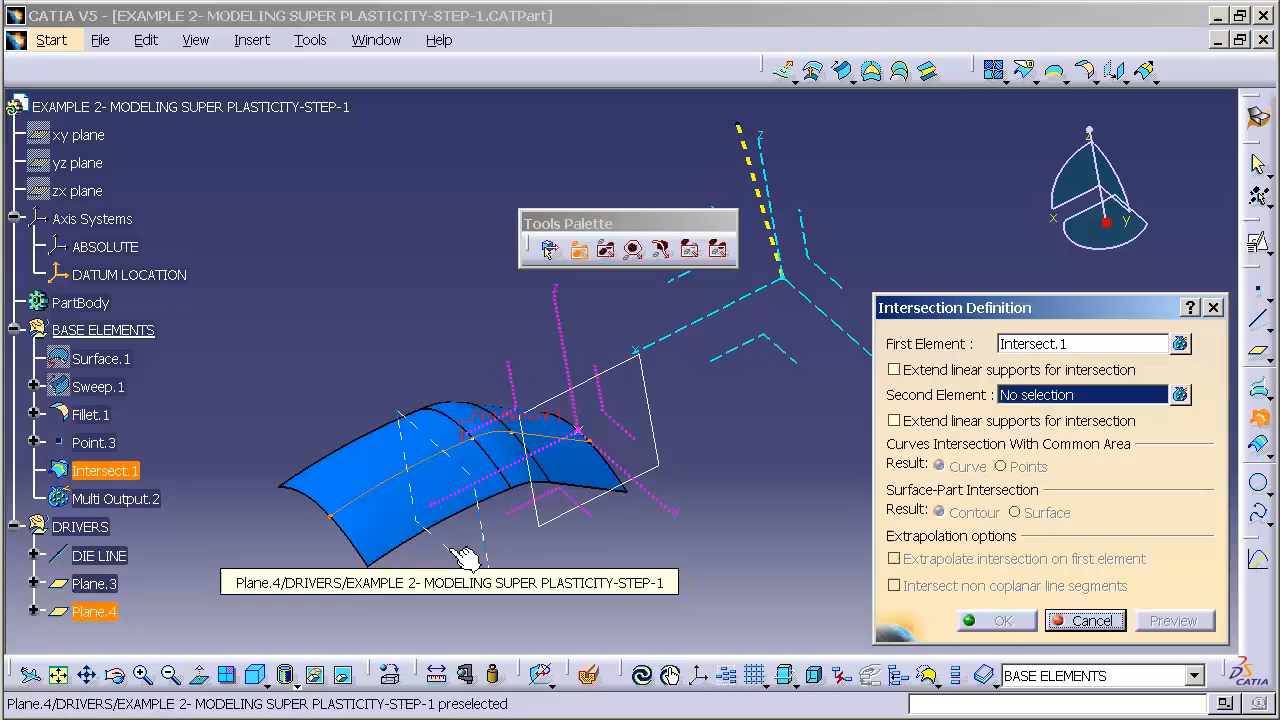 CATIA V5 - [EXAMPLE 2- MODELING SUPER PLASTICITY-STEP-1.CATPart]
Start File Edit View Insert Tools Window
EXAMPLE 2- MODELING SUPER PLASTICITY-STEP-1
xy plane
yz plane
zx plane
Axis Systems
ABSOLUTE
DATUM LOCATION
PartBody
BASE ELEMENTS
Surface.1
Sweep.1
Fillet.1
Point.3
Intersect.1
Multi Output.2
DRIVERS
DIE LINE
Plane.3
Plane.4
Tools Palette
z
x
z
y
z
x
y
Plane.4/DRIVERS/EXAMPLE 2- MODELING SUPER PLASTICITY-STEP-1
Intersection Definition
First Element : Intersect.1
Extend linear supports for intersection
Second Element : No selection
Extend linear supports for intersection
Curves Intersection With Common Area
Result: Curve Points
Surface-Part Intersection
Result: Contour Surface
Extrapolation options
Extrapolate intersection on first element
Intersect non coplanar line segments
OK Cancel Preview
BASE ELEMENTS
CATIA
Plane.4/DRIVERS/EXAMPLE 2- MODELING SUPER PLASTICITY-STEP-1 preselected